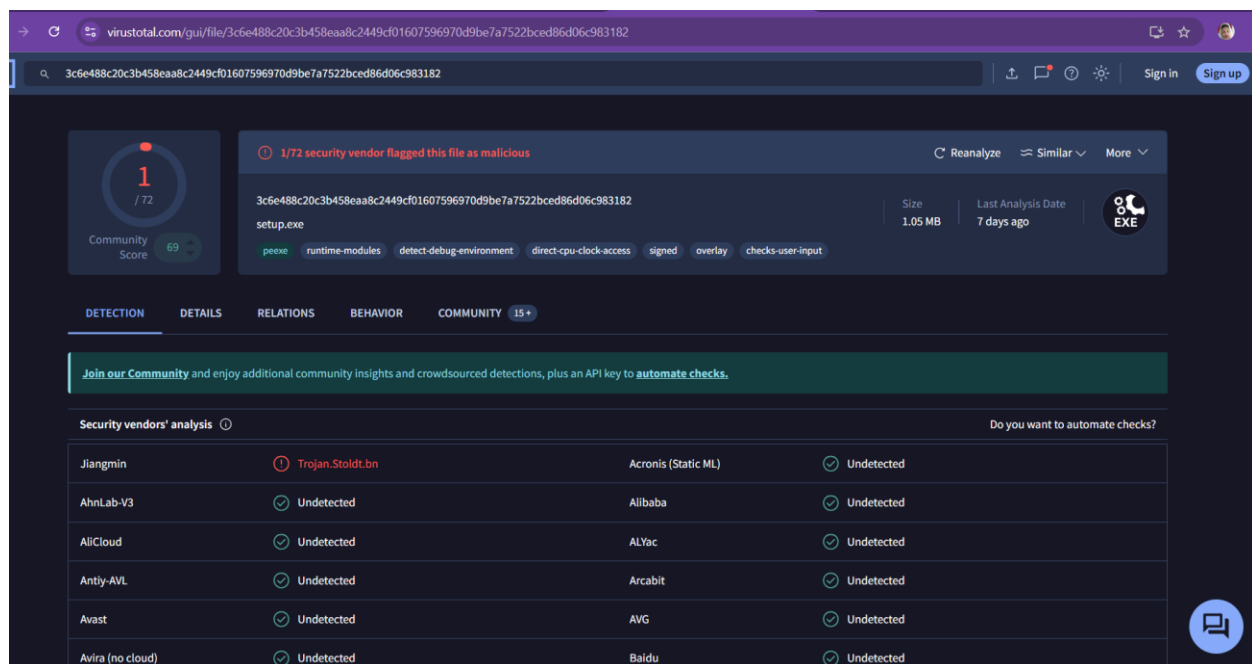 virustotal.com/gui/file/3c6e488c20c3b458eaa8c2449cf01607596970d9be7a7522bced86d06c983182
3c6e488c20c3b458eaa8c2449cf01607596970d9be7a7522bced86d06c983182 Sign in Sign up
1 / 72
Community Score 69
1/72 security vendor flagged this file as malicious Reanalyze Similar More
3c6e488c20c3b458eaa8c2449cf01607596970d9be7a7522bced86d06c983182
setup.exe
Size
1.05 MB
Last Analysis Date
7 days ago
EXE
peexe runtime-modules detect-debug-environment direct-cpu-clock-access signed overlay checks-user-input
DETECTION DETAILS RELATIONS BEHAVIOR COMMUNITY 15+
Join our Community and enjoy additional community insights and crowdsourced detections, plus an API key to automate checks.
Security vendors' analysis Do you want to automate checks?
Jiangmin Trojan.Stoldt.bn Acronis (Static ML) Undetected
AhnLab-V3 Undetected Alibaba Undetected
AliCloud Undetected ALYac Undetected
Antiy-AVL Undetected Arcabit Undetected
Avast Undetected AVG Undetected
Avira (no cloud) Undetected Baidu Undetected